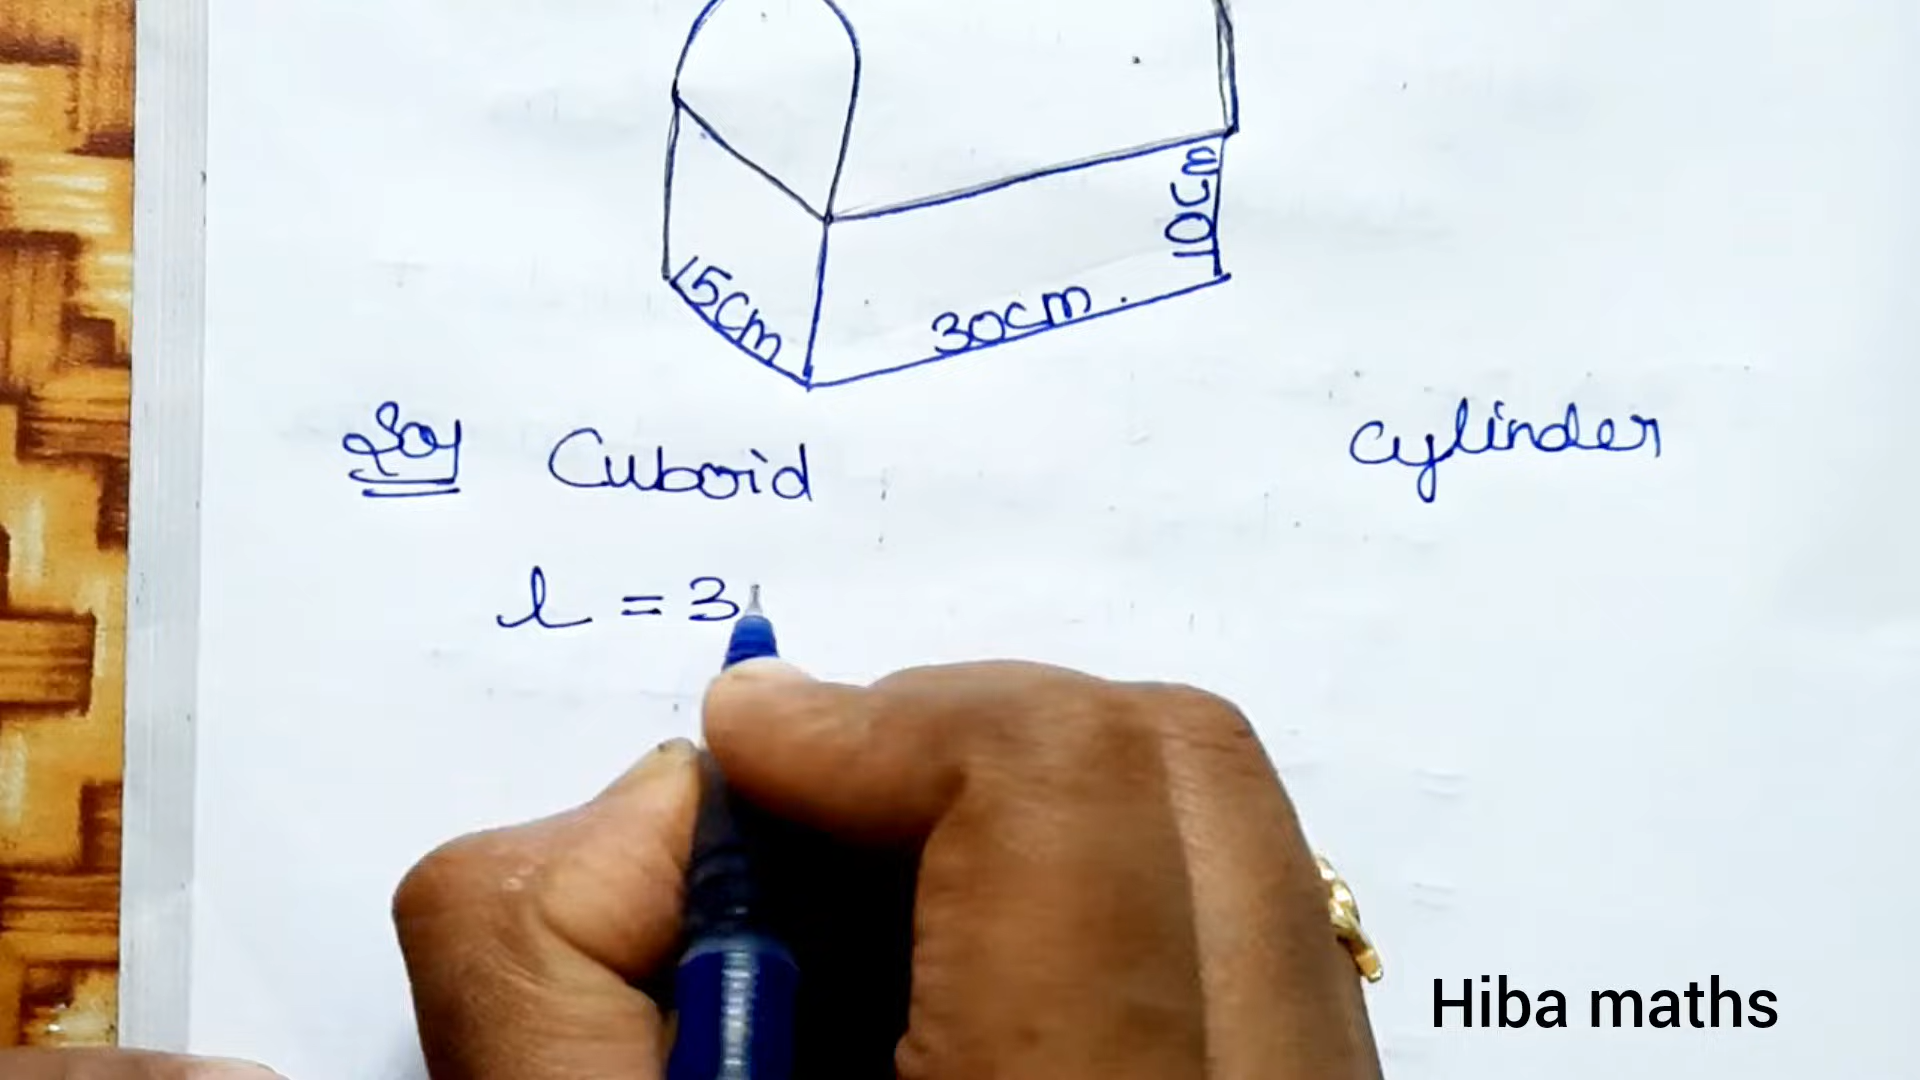 10cm
15cm
30cm.
Sol Cuboid
cylinder
l = 3
Hiba maths